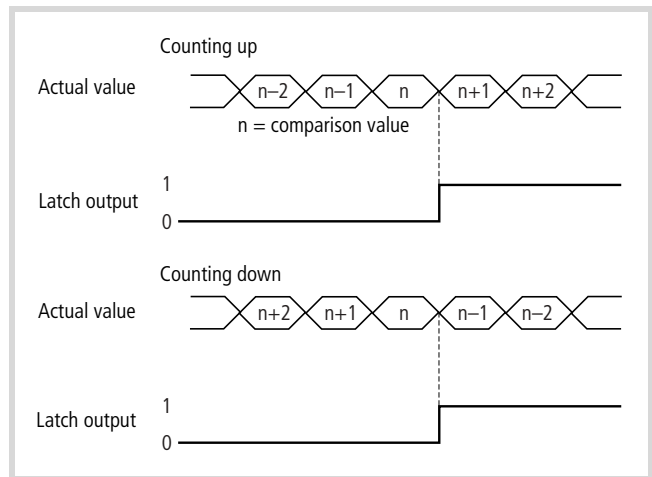 Counting up
Actual value n–2 n–1 n n+1 n+2
n = comparison value
1
Latch output
0
Counting down
Actual value n+2 n+1 n n–1 n–2
1
Latch output
0